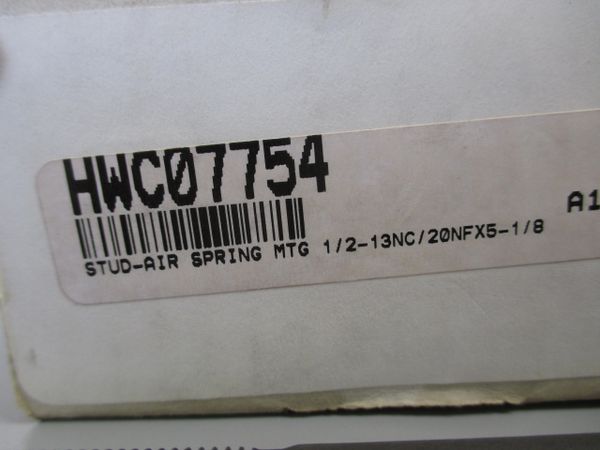 HWC07754
A1
STUD-AIR SPRING MTG 1/2-13NC/20NFX5-1/8